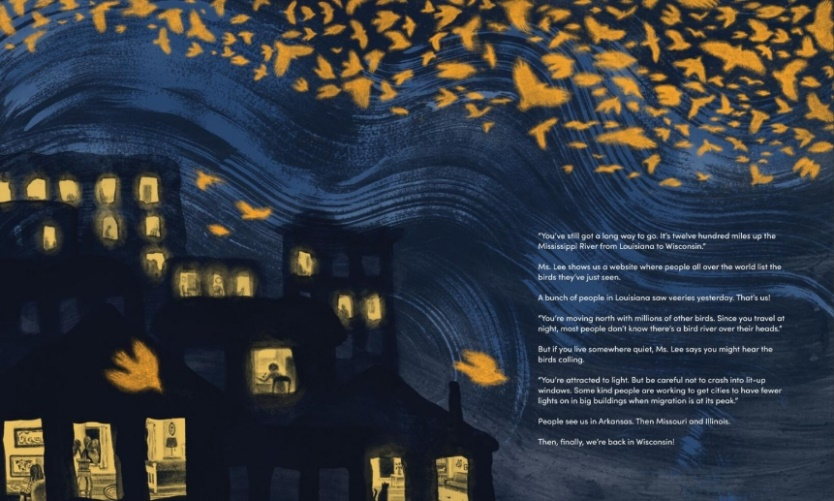 "You've still got a long way to go. It's twelve hundred miles up the
Mississippi River from Louisiana to Wisconsin."
Ms. Lee shows us a website where people all over the world list the
birds they've just seen.
A bunch of people in Louisiana saw veeries yesterday. That's us!
"You're moving north with millions of other birds. Since you travel at
night, most people don't know there's a bird river over their heads."
But if you live somewhere quiet, Ms. Lee says you might hear the
birds calling.
"You're attracted to light. But be careful not to crash into lit-up
windows. Some kind people are working to get cities to have fewer
lights on in big buildings when migration is at its peak."
People see us in Arkansas. Then Missouri and Illinois.
Then, finally, we're back in Wisconsin!